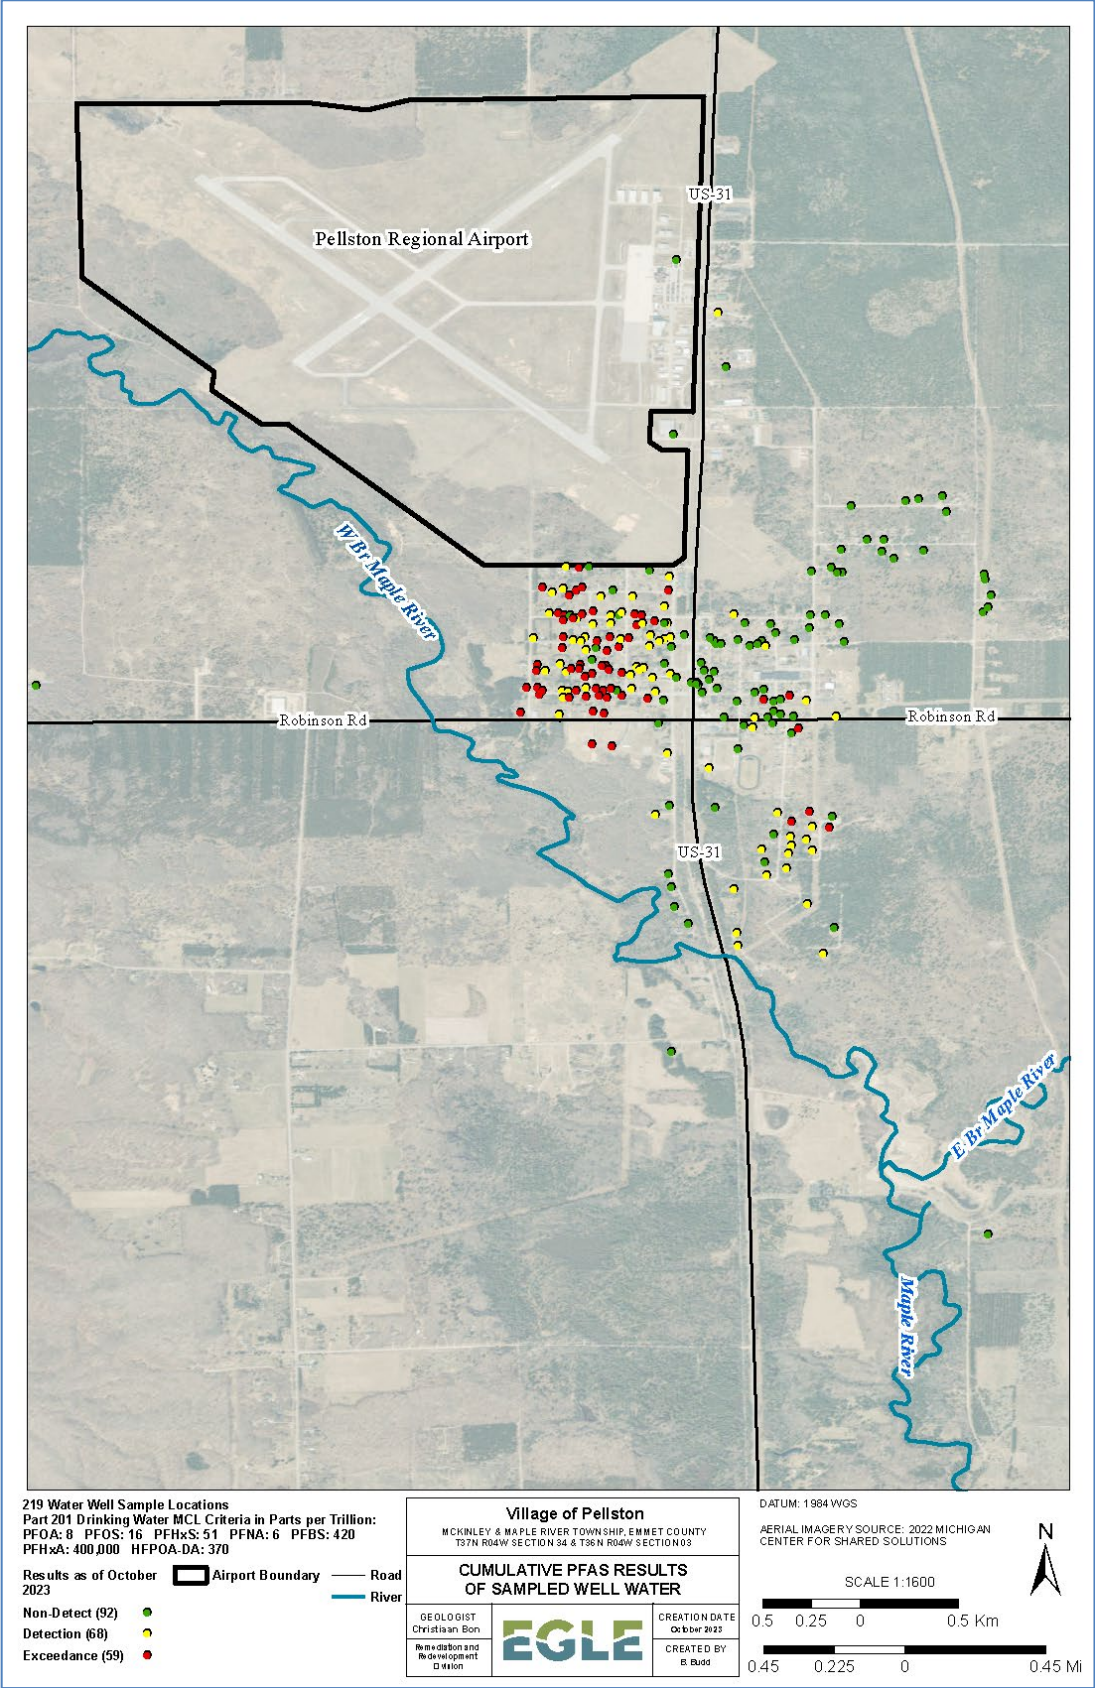 US-31
Pellston Regional Airport
W Br Maple River
Robinson Rd
Robinson Rd
US-31
E Br Maple River
Maple River
219 Water Well Sample Locations
Part 201 Drinking Water MCL Criteria in Parts per Trillion:
PFOA: 8 PFOS: 16 PFHxS: 51 PFNA: 6 PFBS: 420
PFHxA: 400,000 HFPOA-DA: 370
Results as of October
2023
Airport Boundary
Road
River
Non-Detect (92)
Detection (68)
Exceedance (59)
Village of Pellston
MCKINLEY & MAPLE RIVER TOWNSHIP, EMMET COUNTY
T37N R04W SECTION 34 & T36N R04W SECTION 03
CUMULATIVE PFAS RESULTS
OF SAMPLED WELL WATER
GEOLOGIST
Christiaan Bon
Remediation and
Redevelopment
Division
EGLE
CREATION DATE
October 2023
CREATED BY
B. Budd
DATUM: 1984 WGS
AERIAL IMAGERY SOURCE: 2022 MICHIGAN
CENTER FOR SHARED SOLUTIONS
N
SCALE 1:1600
0.5 0.25 0 0.5 Km
0.45 0.225 0 0.45 Mi